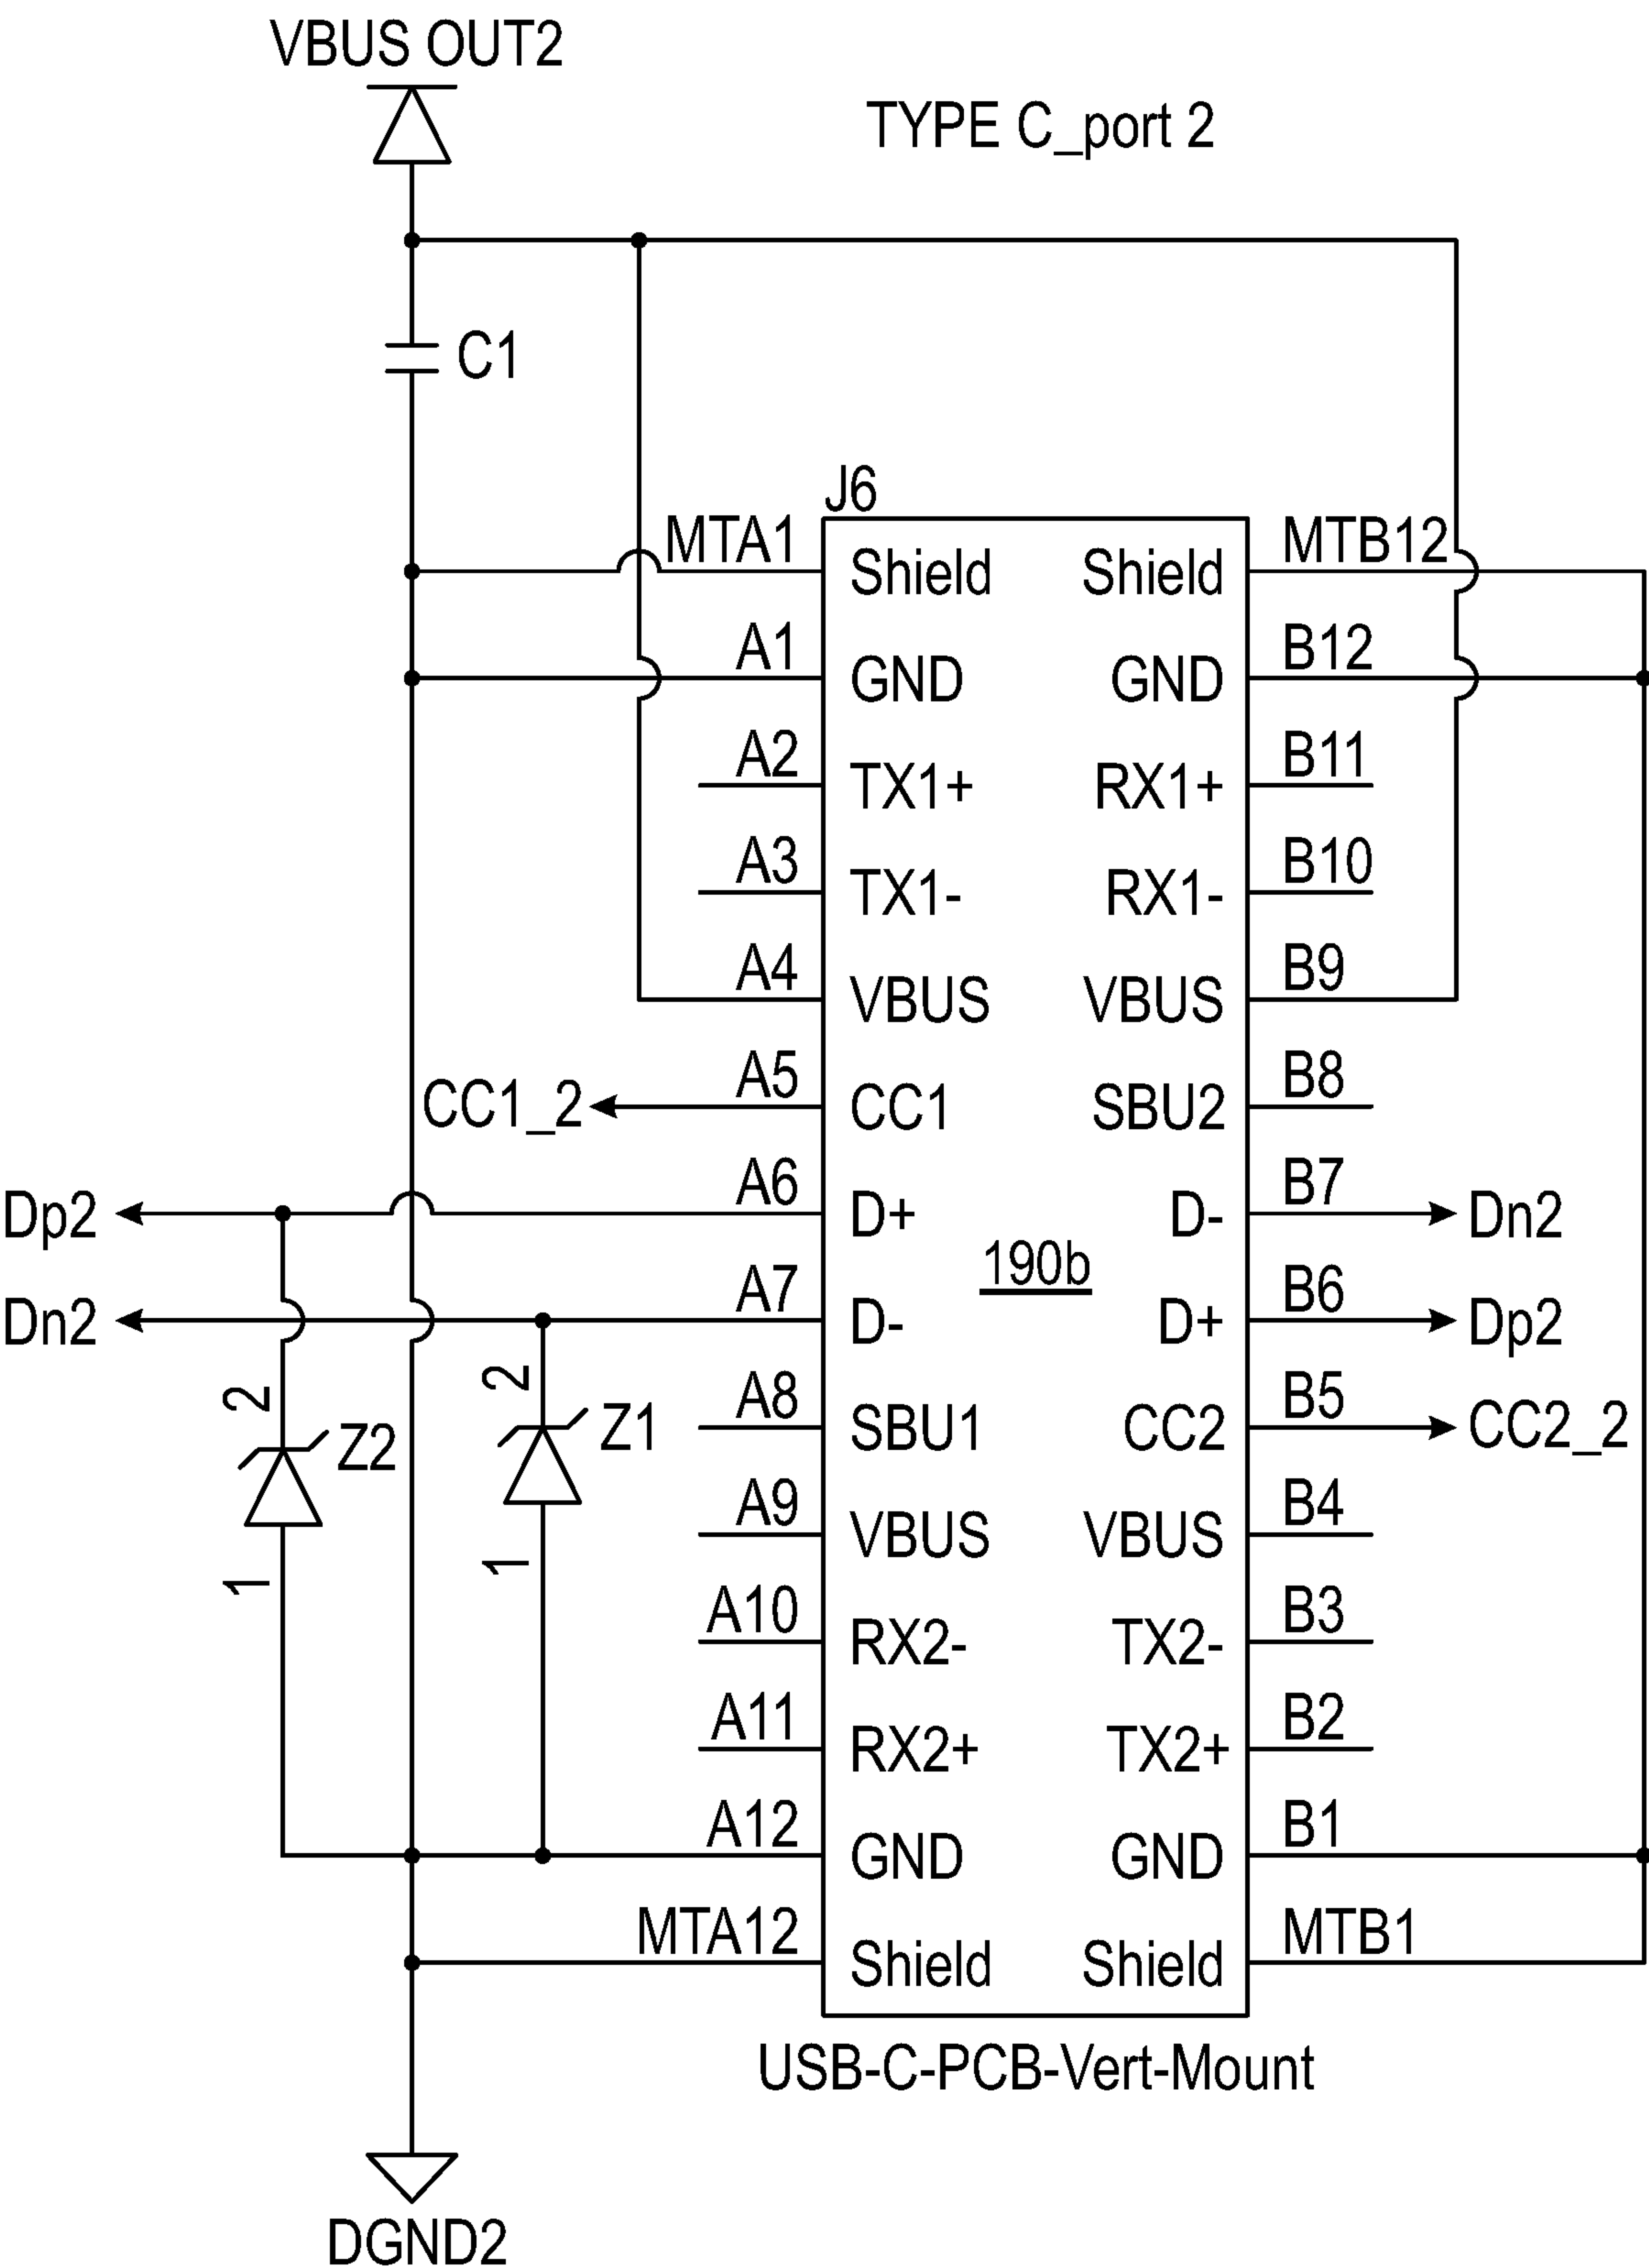 VBUS OUT2
TYPE C_port 2
C1
J6
MTA1 Shield Shield MTB12
A1 GND GND B12
A2 TX1+ RX1+ B11
A3 TX1- RX1- B10
A4 VBUS VBUS B9
CC1_2 A5 CC1 SBU2 B8
Dp2 A6 D+ D- B7 Dn2
190b
Dn2 A7 D- D+ B6 Dp2
2 2
Z2 Z1 A8 SBU1 CC2 B5 CC2_2
A9 VBUS VBUS B4
1 1
A10 RX2- TX2- B3
A11 RX2+ TX2+ B2
A12 GND GND B1
MTA12 Shield Shield MTB1
USB-C-PCB-Vert-Mount
DGND2